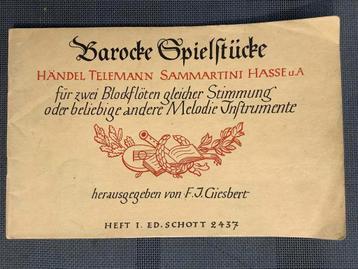 Barocke Spielstücke
HÄNDEL TELEMANN SAMMARTINI HASSE u.A
für zwei Blockflöten gleicher Stimmung
oder beliebige andere Melodie Instrumente
herausgegeben von F. J. Giesbert
HEFT I. ED. SCHOTT 2437